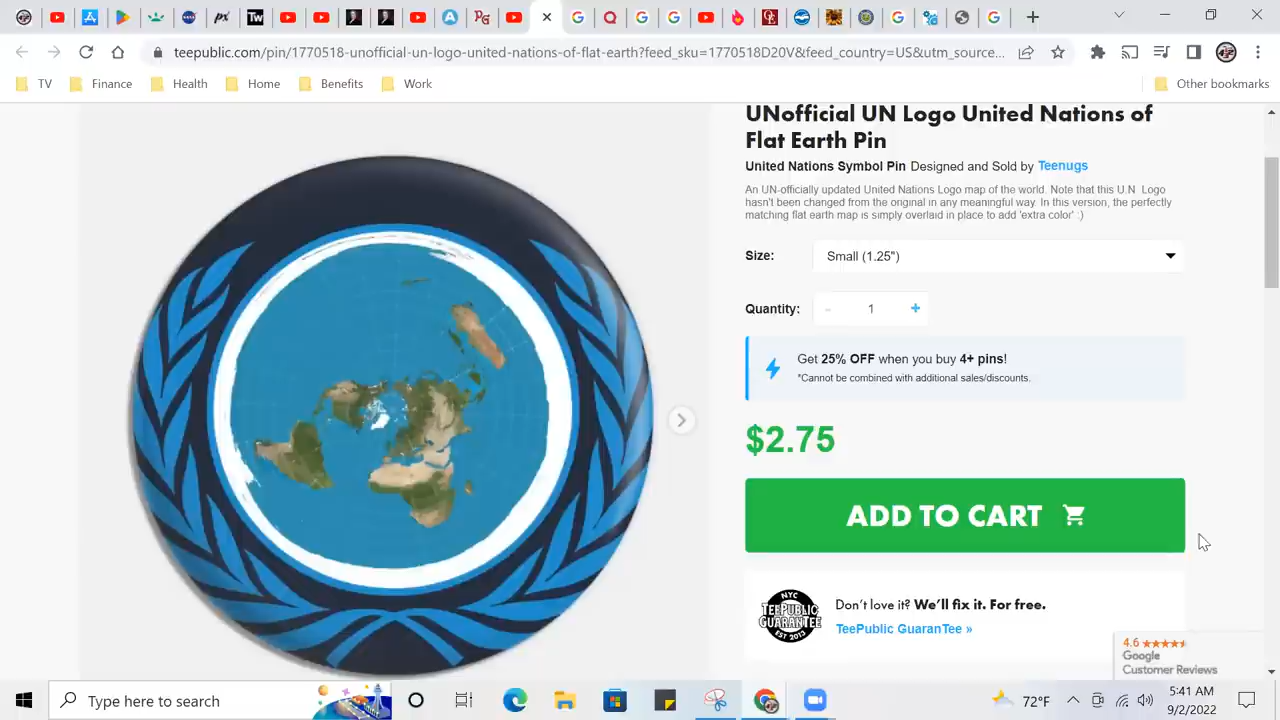 teepublic.com/pin/1770518-unofficial-un-logo-united-nations-of-flat-earth?feed_sku=1770518D20V&feed_country=US&utm_source...
TV
Finance
Health
Home
Benefits
Work
Other bookmarks
UNofficial UN Logo United Nations of
Flat Earth Pin
United Nations Symbol Pin Designed and Sold by Teenugs
An UN-officially updated United Nations Logo map of the world. Note that this U.N Logo
hasn't been changed from the original in any meaningful way. In this version, the perfectly
matching flat earth map is simply overlaid in place to add 'extra color' :)
Size:
Small (1.25")
Quantity:
- 1 +
Get 25% OFF when you buy 4+ pins!
*Cannot be combined with additional sales/discounts.
$2.75
ADD TO CART
NYC
TEEPUBLIC
GUARANTEE
EST 2013
Don't love it? We'll fix it. For free.
TeePublic GuaranTee »
4.6
Google
Customer Reviews
Type here to search
72°F
5:41 AM
9/2/2022